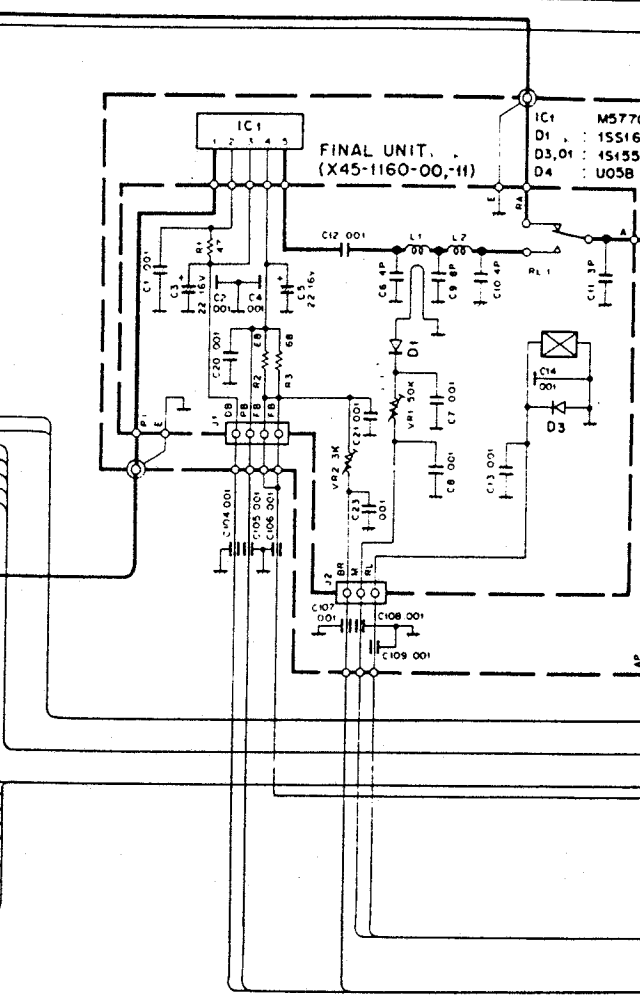 IC1
1 2 3 4 5
FINAL UNIT.
(X45-1160-00,-11)
IC1 M577
D1 : 1SS16
D3,01 : 1S155
D4 : U05B
E
RA
C12 .001
L1
L2
A
RL1
R1 47
C1 .001
C3 22 16V
C2 .001
C4 .001
C5 22 16V
C6 4P
C9 8P
C10 4P
C11 3P
C20 .001
R2 68
R3 68
D1
VR1 50K
C7 .001
C14 .001
D3
P1
E
J1
DB
PB
FB
FB
C21 .001
VR2 3K
C8 .001
C13 .001
C23 .001
C104 .001
C105 .001
C106 .001
J2
BR
M
RL
C107 .001
C108 .001
C109 .001
AP